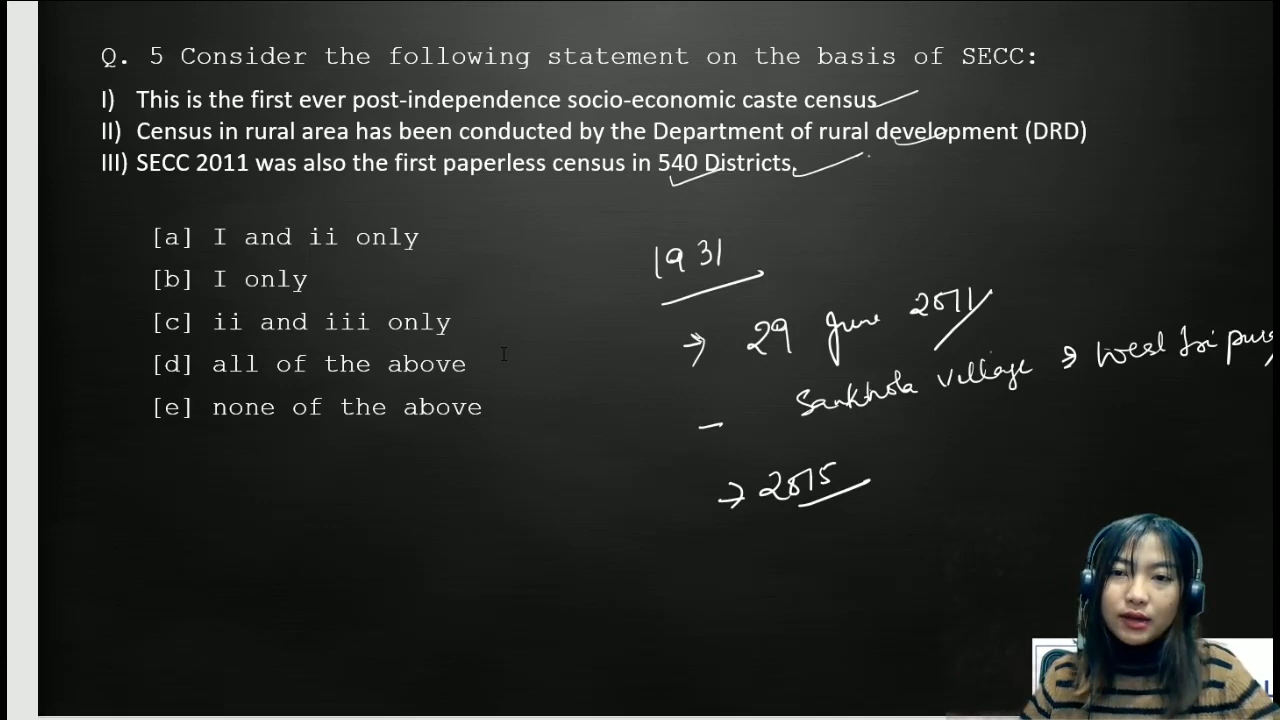 Q. 5 Consider the following statement on the basis of SECC:
I) This is the first ever post-independence socio-economic caste census
II) Census in rural area has been conducted by the Department of rural development (DRD)
III) SECC 2011 was also the first paperless census in 540 Districts.
[a] I and ii only
[b] I only
[c] ii and iii only
[d] all of the above
[e] none of the above
1931
→ 29 June 2011
Sankhola village → West
→ 2015